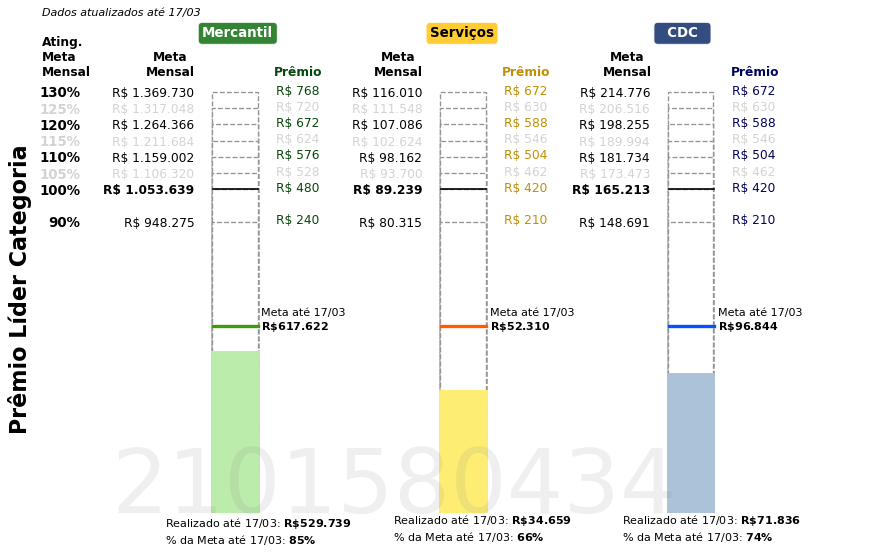 Dados atualizados até 17/03
Mercantil Serviços CDC
Ating. Meta Mensal Meta Mensal Prêmio Meta Mensal Prêmio Meta Mensal Prêmio
130% R$ 1.369.730 R$ 768 R$ 116.010 R$ 672 R$ 214.776 R$ 672
125% R$ 1.317.048 R$ 720 R$ 111.548 R$ 630 R$ 206.516 R$ 630
120% R$ 1.264.366 R$ 672 R$ 107.086 R$ 588 R$ 198.255 R$ 588
115% R$ 1.211.684 R$ 624 R$ 102.624 R$ 546 R$ 189.994 R$ 546
110% R$ 1.159.002 R$ 576 R$ 98.162 R$ 504 R$ 181.734 R$ 504
105% R$ 1.106.320 R$ 528 R$ 93.700 R$ 462 R$ 173.473 R$ 462
100% R$ 1.053.639 R$ 480 R$ 89.239 R$ 420 R$ 165.213 R$ 420
90% R$ 948.275 R$ 240 R$ 80.315 R$ 210 R$ 148.691 R$ 210
Prêmio Líder Categoria
Meta até 17/03 Meta até 17/03 Meta até 17/03
R$617.622 R$52.310 R$96.844
2101580434
Realizado até 17/03: R$529.739 Realizado até 17/03: R$34.659 Realizado até 17/03: R$71.836
% da Meta até 17/03: 85% % da Meta até 17/03: 66% % da Meta até 17/03: 74%